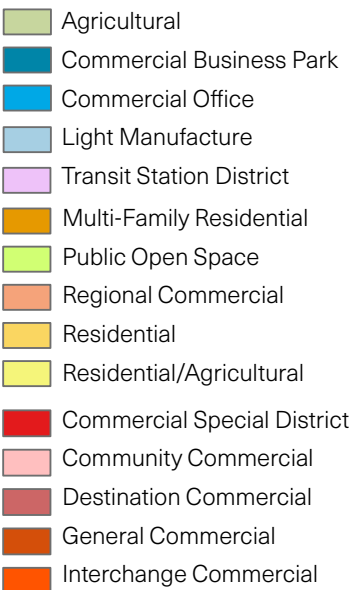 Agricultural
Commercial Business Park
Commercial Office
Light Manufacture
Transit Station District
Multi-Family Residential
Public Open Space
Regional Commercial
Residential
Residential/Agricultural
Commercial Special District
Community Commercial
Destination Commercial
General Commercial
Interchange Commercial